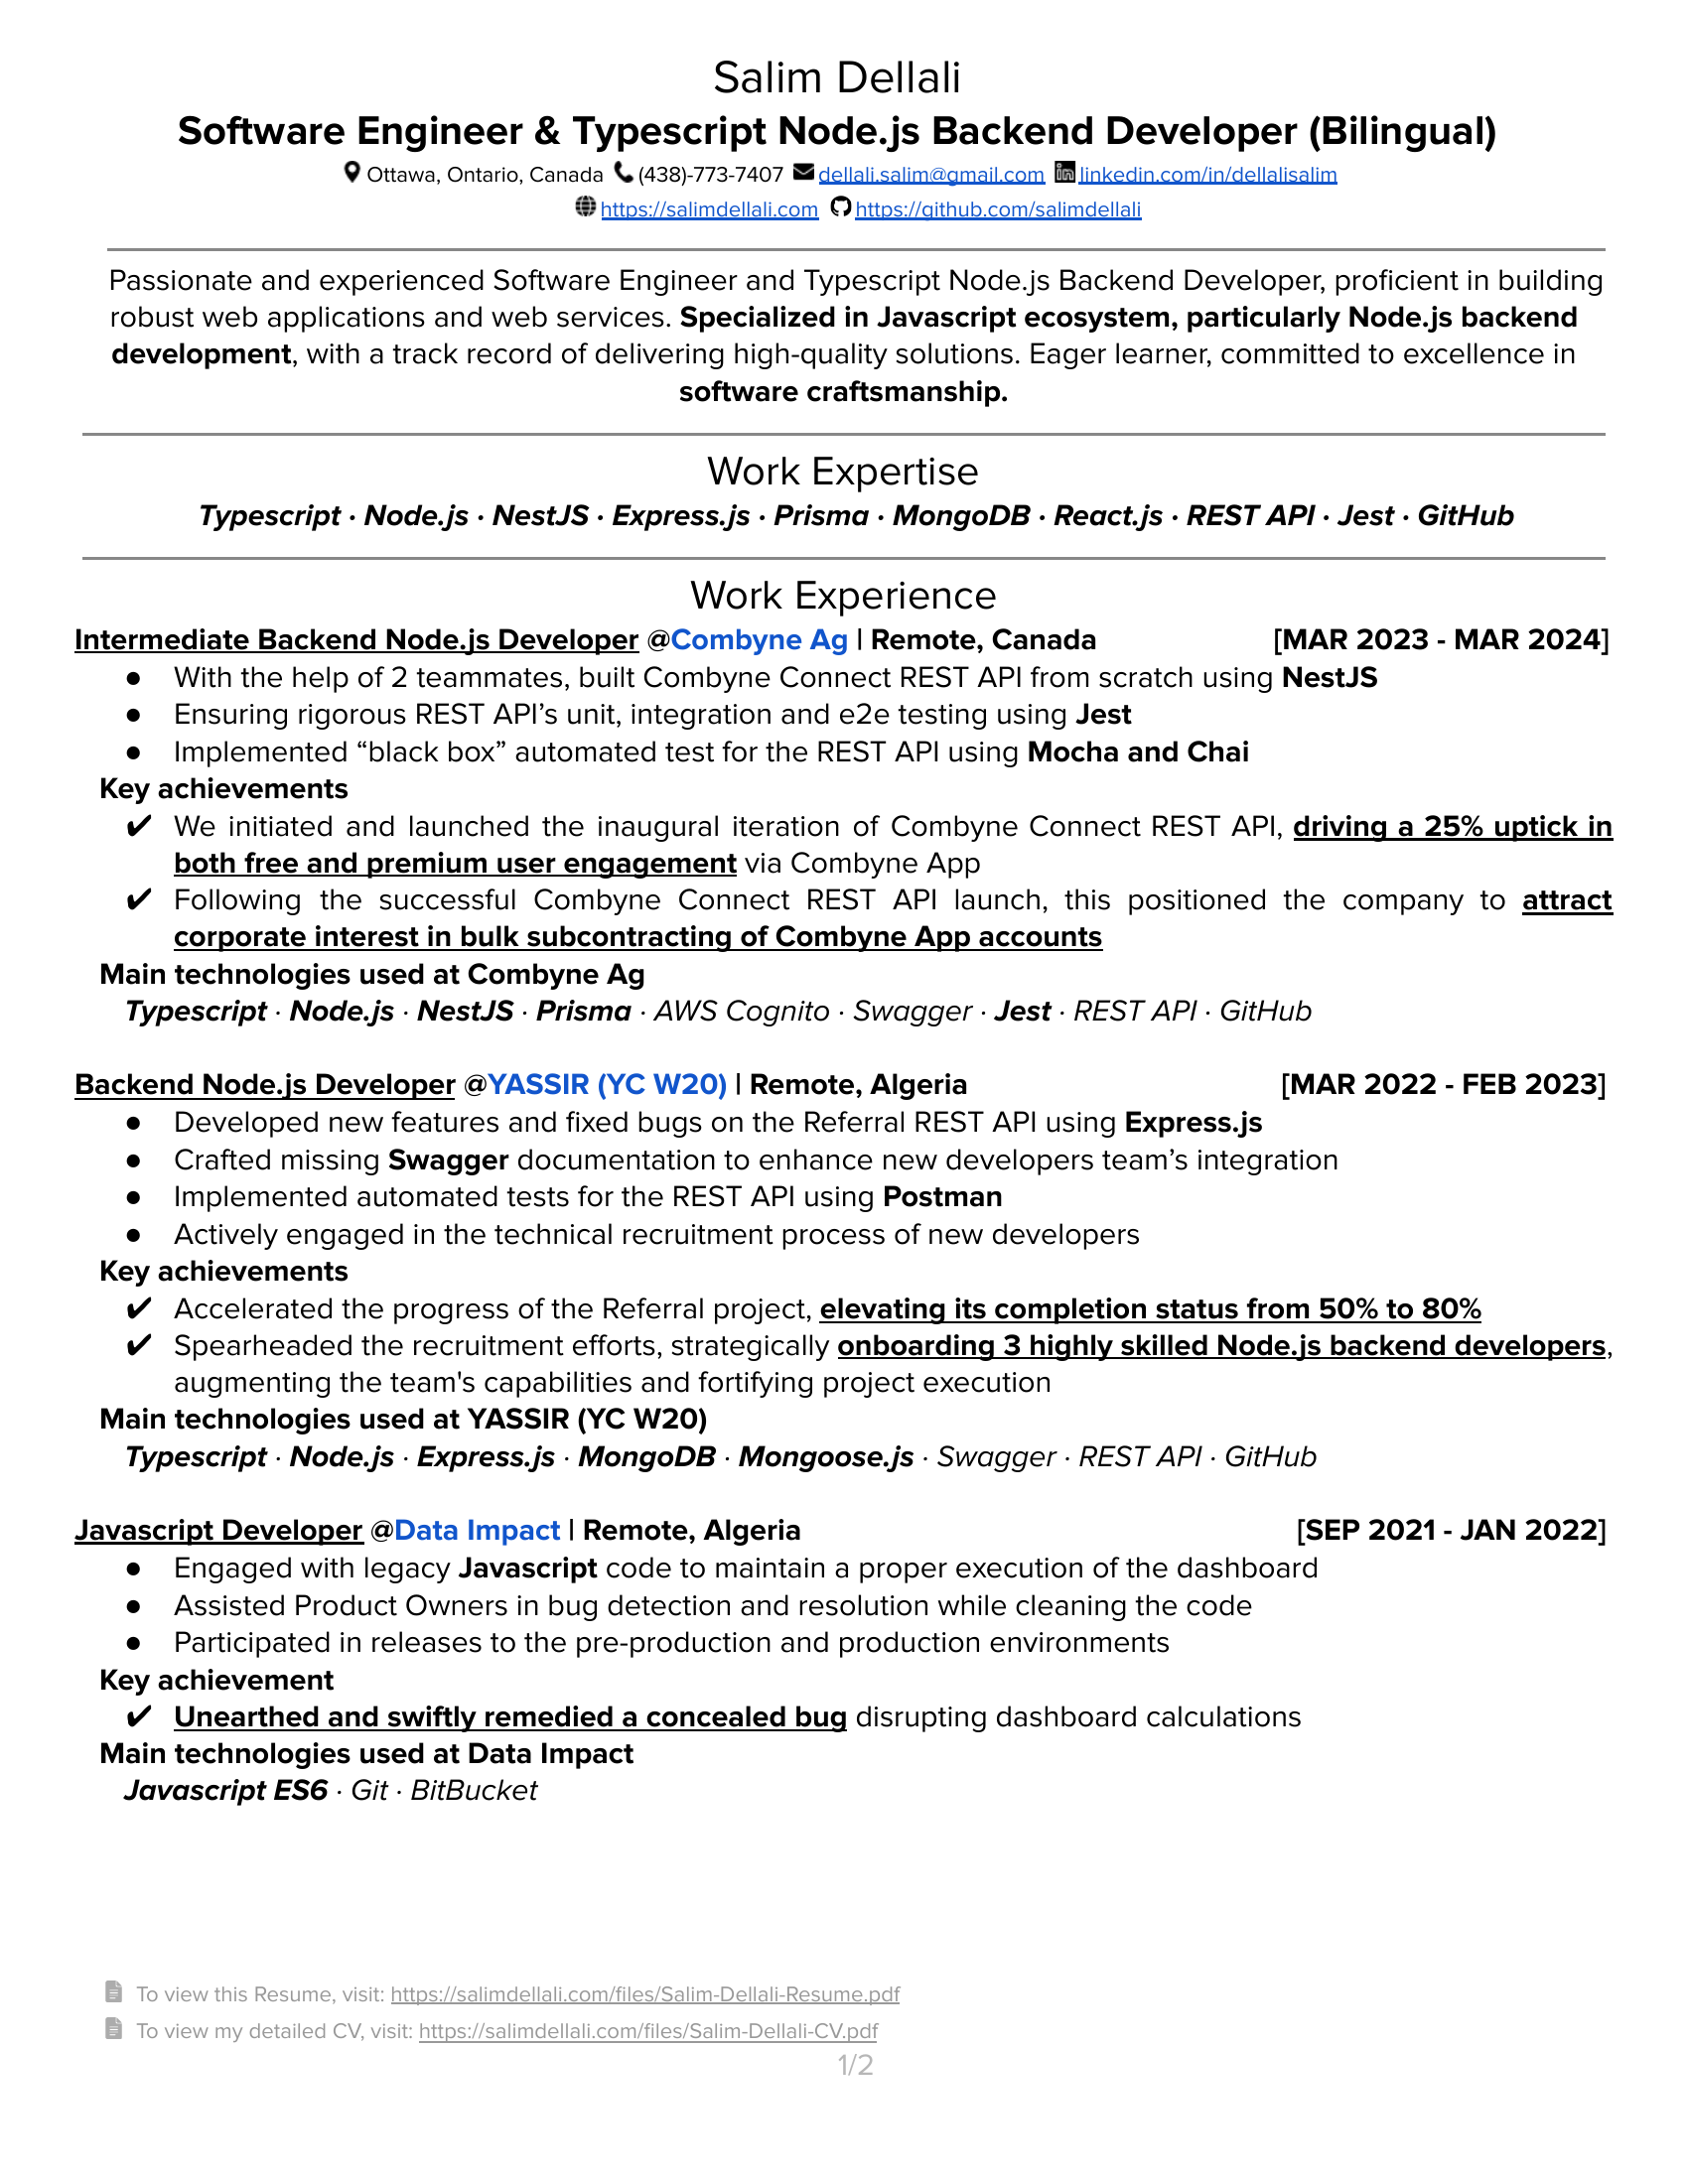 Salim Dellali
Software Engineer & Typescript Node.js Backend Developer (Bilingual)
Ottawa, Ontario, Canada (438)-773-7407 dellali.salim@gmail.com linkedin.com/in/dellalisalim
https://salimdellali.com https://github.com/salimdellali
Passionate and experienced Software Engineer and Typescript Node.js Backend Developer, proficient in building
robust web applications and web services. Specialized in Javascript ecosystem, particularly Node.js backend
development, with a track record of delivering high-quality solutions. Eager learner, committed to excellence in
software craftsmanship.
Work Expertise
Typescript · Node.js · NestJS · Express.js · Prisma · MongoDB · React.js · REST API · Jest · GitHub
Work Experience
Intermediate Backend Node.js Developer @Combyne Ag | Remote, Canada [MAR 2023 - MAR 2024]
● With the help of 2 teammates, built Combyne Connect REST API from scratch using NestJS
● Ensuring rigorous REST API’s unit, integration and e2e testing using Jest
● Implemented “black box” automated test for the REST API using Mocha and Chai
Key achievements
✔ We initiated and launched the inaugural iteration of Combyne Connect REST API, driving a 25% uptick in
both free and premium user engagement via Combyne App
✔ Following the successful Combyne Connect REST API launch, this positioned the company to attract
corporate interest in bulk subcontracting of Combyne App accounts
Main technologies used at Combyne Ag
Typescript · Node.js · NestJS · Prisma · AWS Cognito · Swagger · Jest · REST API · GitHub
Backend Node.js Developer @YASSIR (YC W20) | Remote, Algeria [MAR 2022 - FEB 2023]
● Developed new features and fixed bugs on the Referral REST API using Express.js
● Crafted missing Swagger documentation to enhance new developers team’s integration
● Implemented automated tests for the REST API using Postman
● Actively engaged in the technical recruitment process of new developers
Key achievements
✔ Accelerated the progress of the Referral project, elevating its completion status from 50% to 80%
✔ Spearheaded the recruitment efforts, strategically onboarding 3 highly skilled Node.js backend developers,
augmenting the team's capabilities and fortifying project execution
Main technologies used at YASSIR (YC W20)
Typescript · Node.js · Express.js · MongoDB · Mongoose.js · Swagger · REST API · GitHub
Javascript Developer @Data Impact | Remote, Algeria [SEP 2021 - JAN 2022]
● Engaged with legacy Javascript code to maintain a proper execution of the dashboard
● Assisted Product Owners in bug detection and resolution while cleaning the code
● Participated in releases to the pre-production and production environments
Key achievement
✔ Unearthed and swiftly remedied a concealed bug disrupting dashboard calculations
Main technologies used at Data Impact
Javascript ES6 · Git · BitBucket
To view this Resume, visit: https://salimdellali.com/files/Salim-Dellali-Resume.pdf
To view my detailed CV, visit: https://salimdellali.com/files/Salim-Dellali-CV.pdf
1/2